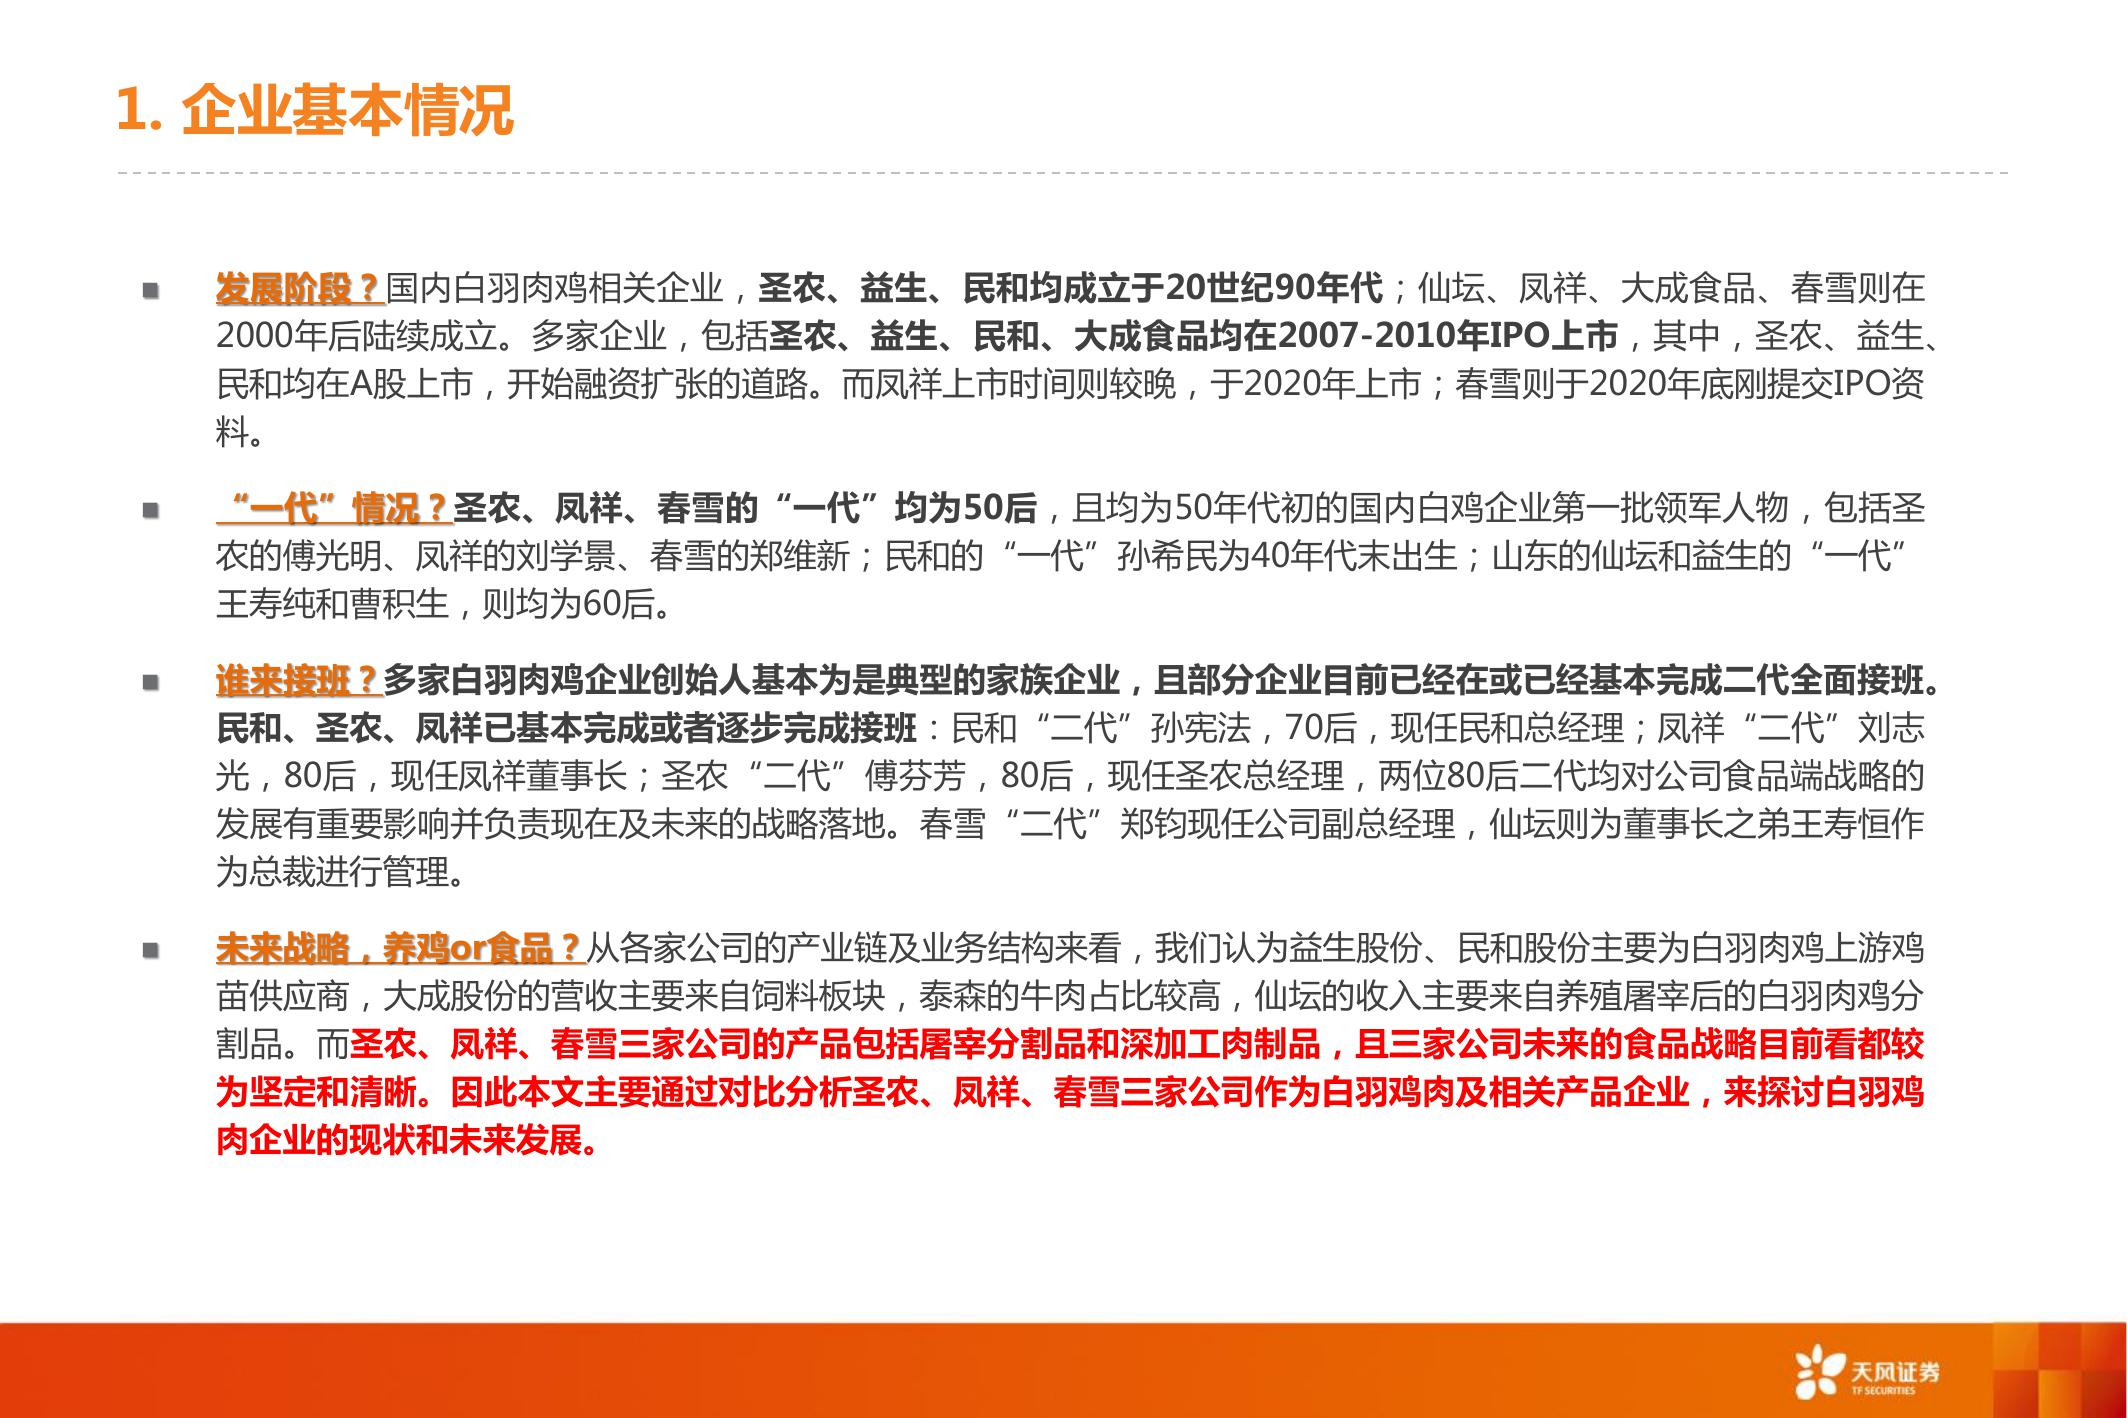 1. 企业基本情况
■ 发展阶段？国内白羽肉鸡相关企业，圣农、益生、民和均成立于20世纪90年代；仙坛、凤祥、大成食品、春雪则在
2000年后陆续成立。多家企业，包括圣农、益生、民和、大成食品均在2007-2010年IPO上市，其中，圣农、益生、
民和均在A股上市，开始融资扩张的道路。而凤祥上市时间则较晚，于2020年上市；春雪则于2020年底刚提交IPO资
料。
■ “一代”情况？圣农、凤祥、春雪的“一代”均为50后，且均为50年代初的国内白鸡企业第一批领军人物，包括圣
农的傅光明、凤祥的刘学景、春雪的郑维新；民和的“一代”孙希民为40年代末出生；山东的仙坛和益生的“一代”
王寿纯和曹积生，则均为60后。
■ 谁来接班？多家白羽肉鸡企业创始人基本为是典型的家族企业，且部分企业目前已经在或已经基本完成二代全面接班。
民和、圣农、凤祥已基本完成或者逐步完成接班：民和“二代”孙宪法，70后，现任民和总经理；凤祥“二代”刘志
光，80后，现任凤祥董事长；圣农“二代”傅芬芳，80后，现任圣农总经理，两位80后二代均对公司食品端战略的
发展有重要影响并负责现在及未来的战略落地。春雪“二代”郑钧现任公司副总经理，仙坛则为董事长之弟王寿恒作
为总裁进行管理。
■ 未来战略，养鸡or食品？从各家公司的产业链及业务结构来看，我们认为益生股份、民和股份主要为白羽肉鸡上游鸡
苗供应商，大成股份的营收主要来自饲料板块，泰森的牛肉占比较高，仙坛的收入主要来自养殖屠宰后的白羽肉鸡分
割品。而圣农、凤祥、春雪三家公司的产品包括屠宰分割品和深加工肉制品，且三家公司未来的食品战略目前看都较
为坚定和清晰。因此本文主要通过对比分析圣农、凤祥、春雪三家公司作为白羽鸡肉及相关产品企业，来探讨白羽鸡
肉企业的现状和未来发展。
天风证券
TF SECURITIES